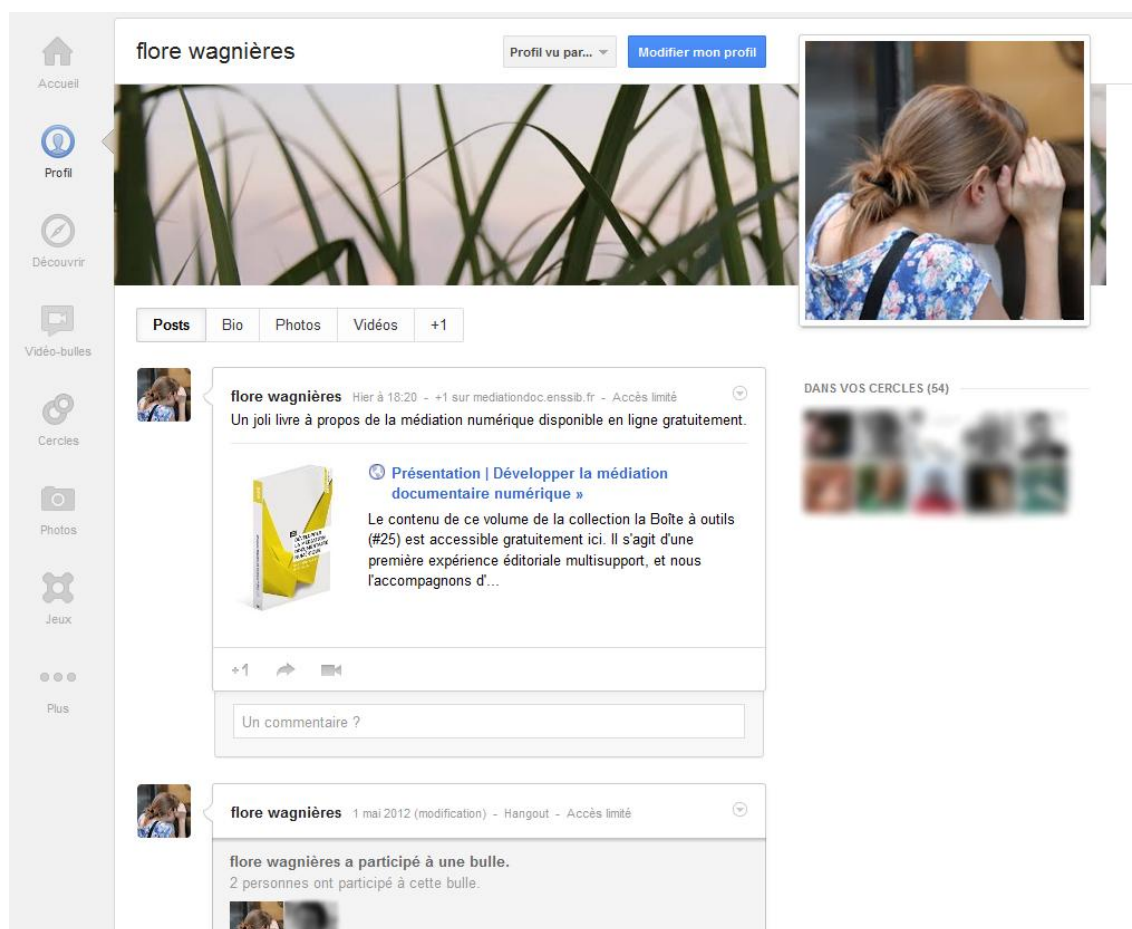 flore wagnières
Profil vu par...
Modifier mon profil
Accueil
Profil
Découvrir
Vidéo-bulles
Cercles
Photos
Jeux
Plus
Posts
Bio
Photos
Vidéos
+1
flore wagnières Hier à 18:20 - +1 sur mediationdoc.enssib.fr - Accès limité
Un joli livre à propos de la médiation numérique disponible en ligne gratuitement.
Présentation | Développer la médiation
documentaire numérique »
Le contenu de ce volume de la collection la Boîte à outils
(#25) est accessible gratuitement ici. Il s'agit d'une
première expérience éditoriale multisupport, et nous
l'accompagnons d'...
DÉVELOPPER
LA MÉDIATION
DOCUMENTAIRE
NUMÉRIQUE
+1
Un commentaire ?
flore wagnières 1 mai 2012 (modification) - Hangout - Accès limité
flore wagnières a participé à une bulle.
2 personnes ont participé à cette bulle.
DANS VOS CERCLES (54)